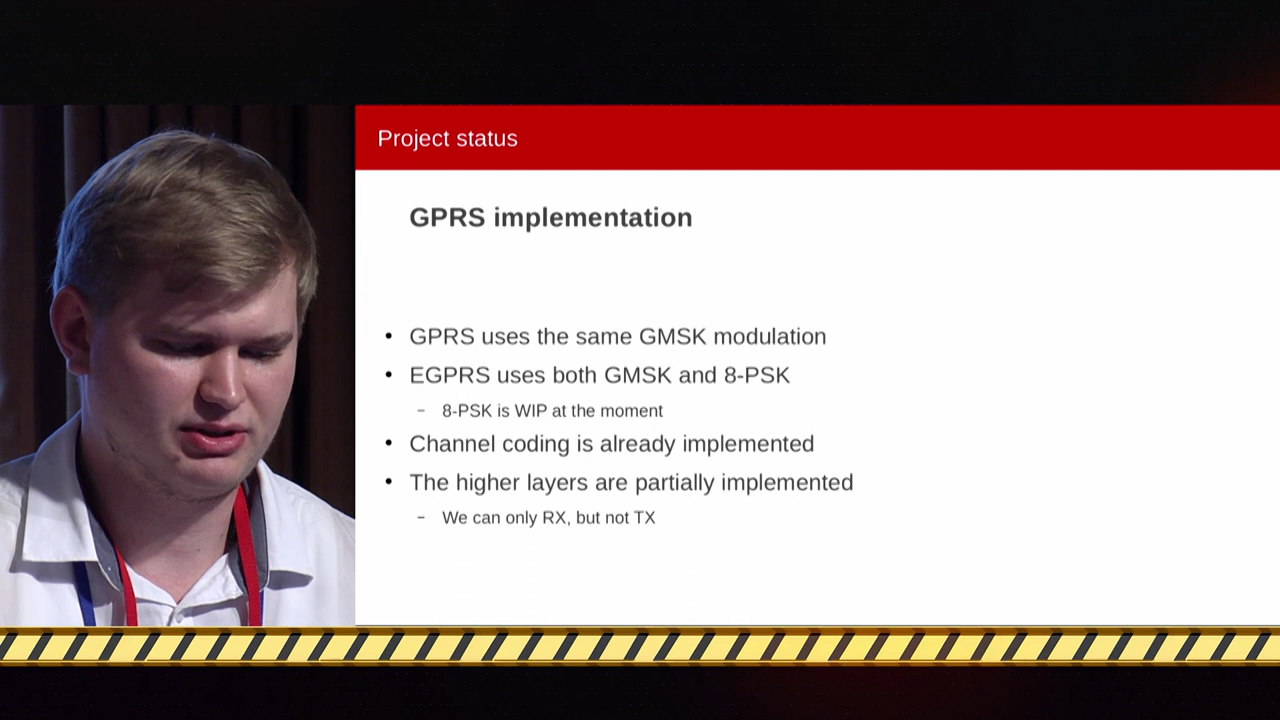 Project status
GPRS implementation
• GPRS uses the same GMSK modulation
• EGPRS uses both GMSK and 8-PSK
– 8-PSK is WIP at the moment
• Channel coding is already implemented
• The higher layers are partially implemented
– We can only RX, but not TX